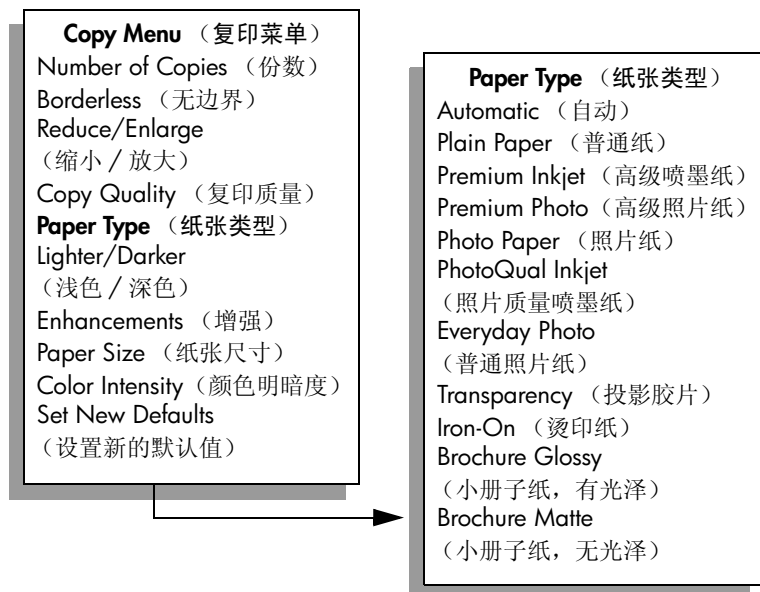 Copy Menu （复印菜单）
Number of Copies （份数）
Borderless （无边界）
Reduce/Enlarge
（缩小 / 放大）
Copy Quality （复印质量）
Paper Type （纸张类型）
Lighter/Darker
（浅色 / 深色）
Enhancements （增强）
Paper Size （纸张尺寸）
Color Intensity（颜色明暗度）
Set New Defaults
（设置新的默认值）
Paper Type （纸张类型）
Automatic （自动）
Plain Paper （普通纸）
Premium Inkjet（高级喷墨纸）
Premium Photo（高级照片纸）
Photo Paper （照片纸）
PhotoQual Inkjet
（照片质量喷墨纸）
Everyday Photo
（普通照片纸）
Transparency （投影胶片）
Iron-On （烫印纸）
Brochure Glossy
（小册子纸，有光泽）
Brochure Matte
（小册子纸，无光泽）